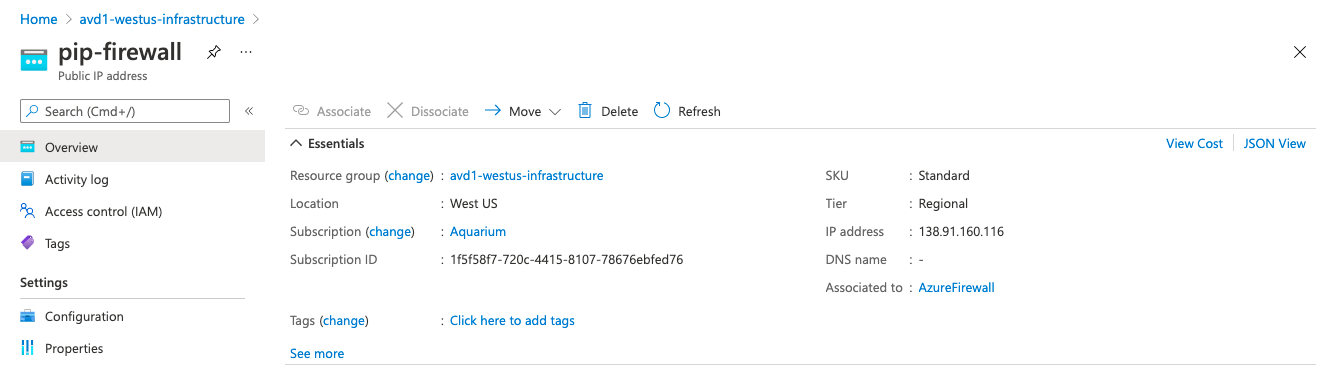 Home > avd1-westus-infrastructure >
pip-firewall ...
Public IP address
Search (Cmd+/) «
Associate Dissociate Move Delete Refresh
Overview
Activity log
Access control (IAM)
Tags
Settings
Configuration
Properties
Essentials
View Cost JSON View
Resource group (change) : avd1-westus-infrastructure
Location : West US
Subscription (change) : Aquarium
Subscription ID : 1f5f58f7-720c-4415-8107-78676ebfed76
SKU : Standard
Tier : Regional
IP address : 138.91.160.116
DNS name : -
Associated to : AzureFirewall
Tags (change) : Click here to add tags
See more